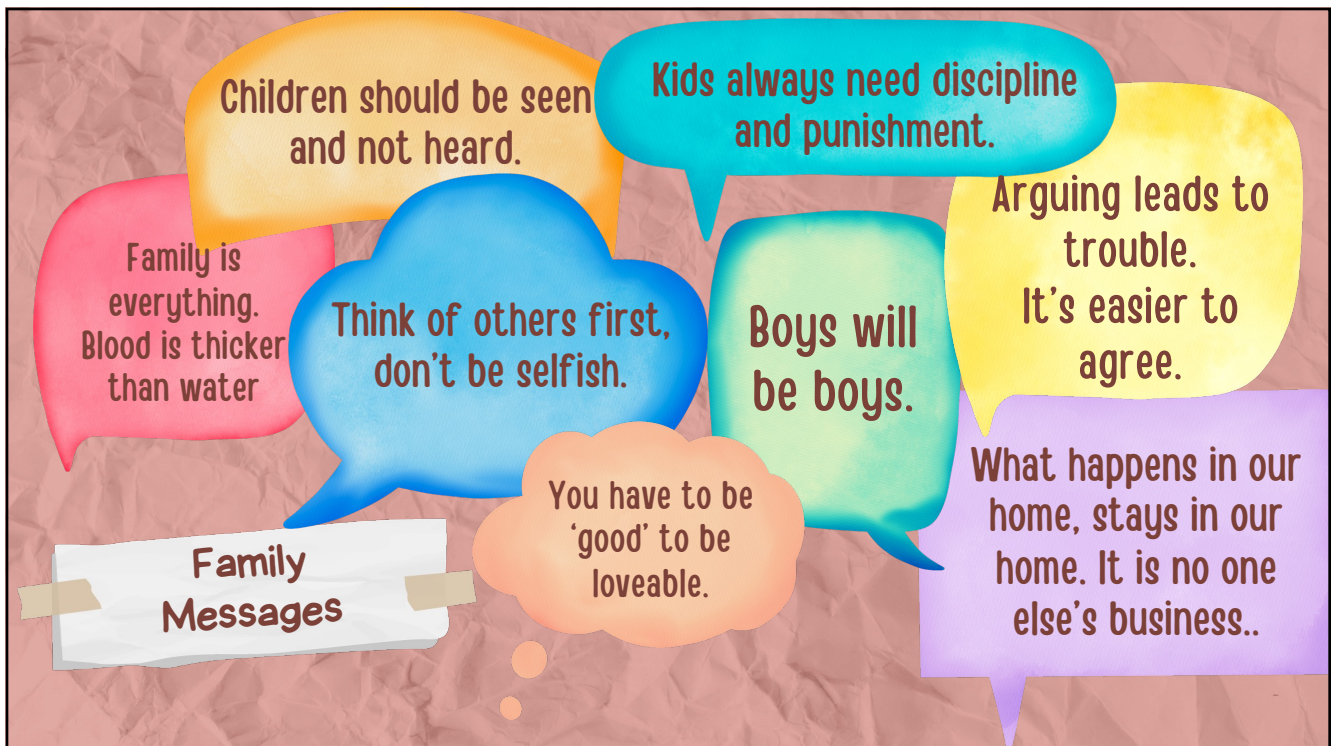 Children should be seen
and not heard.
Kids always need discipline
and punishment.
Arguing leads to
trouble.
It's easier to
agree.
Family is
everything.
Blood is thicker
than water
Think of others first,
don't be selfish.
Boys will
be boys.
What happens in our
home, stays in our
home. It is no one
else's business..
You have to be
‘good’ to be
loveable.
Family
Messages